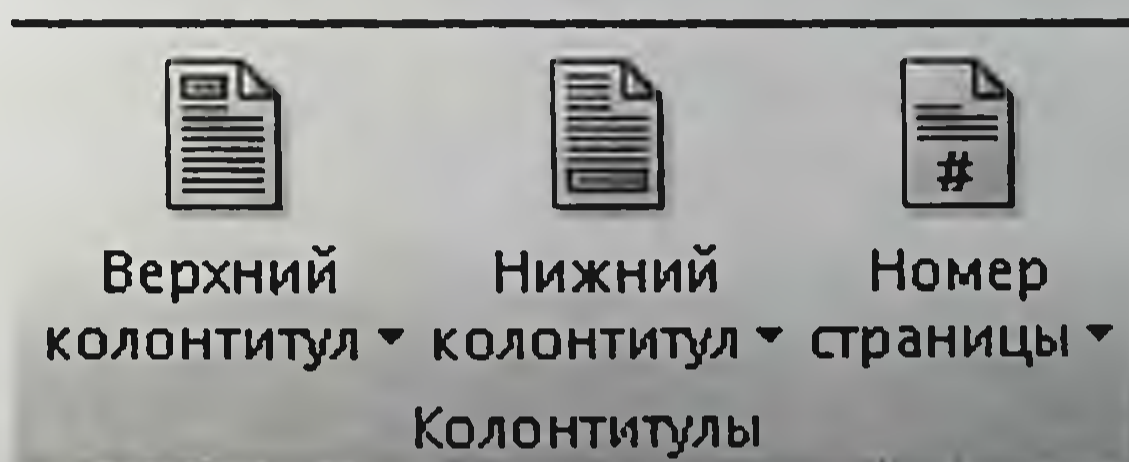 Верхний
колонтитул
Нижний
колонтитул
Номер
страницы
Колонтитулы
#